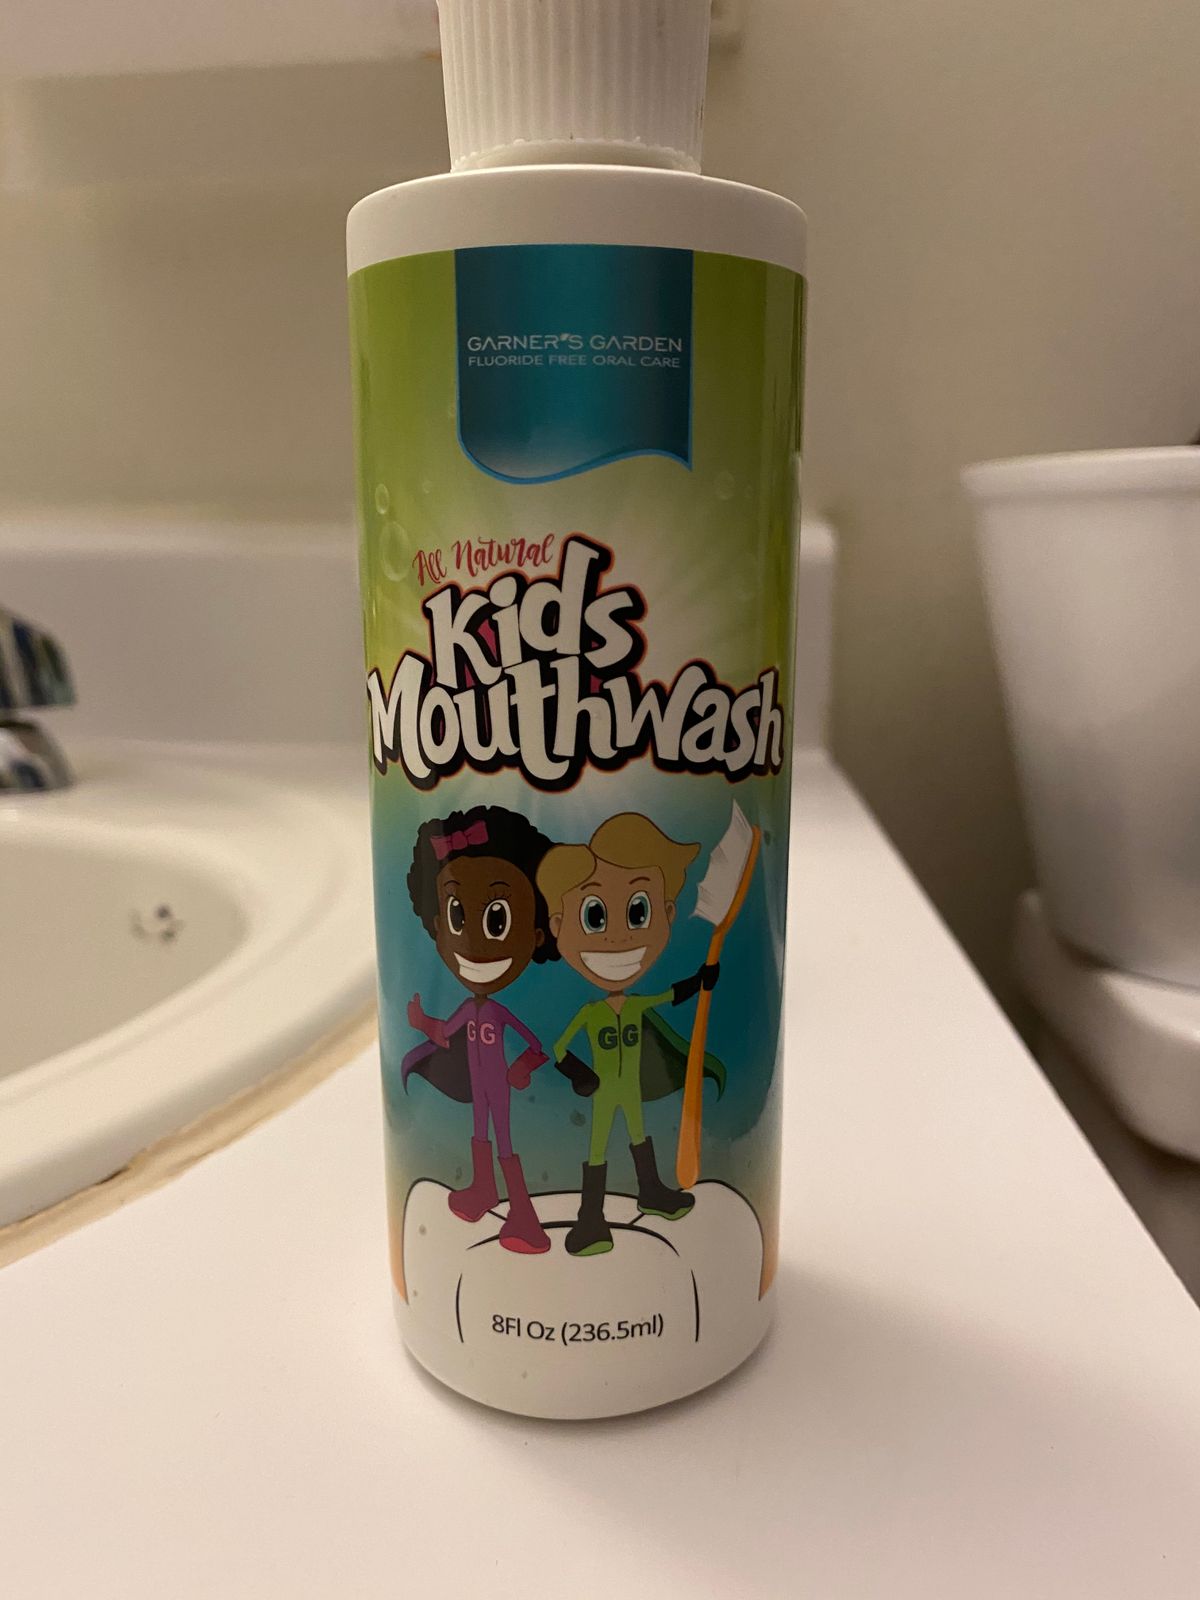 GARNER'S GARDEN
FLUORIDE FREE ORAL CARE
All Natural
Kids
Mouthwash
GG
GG
8Fl Oz (236.5ml)